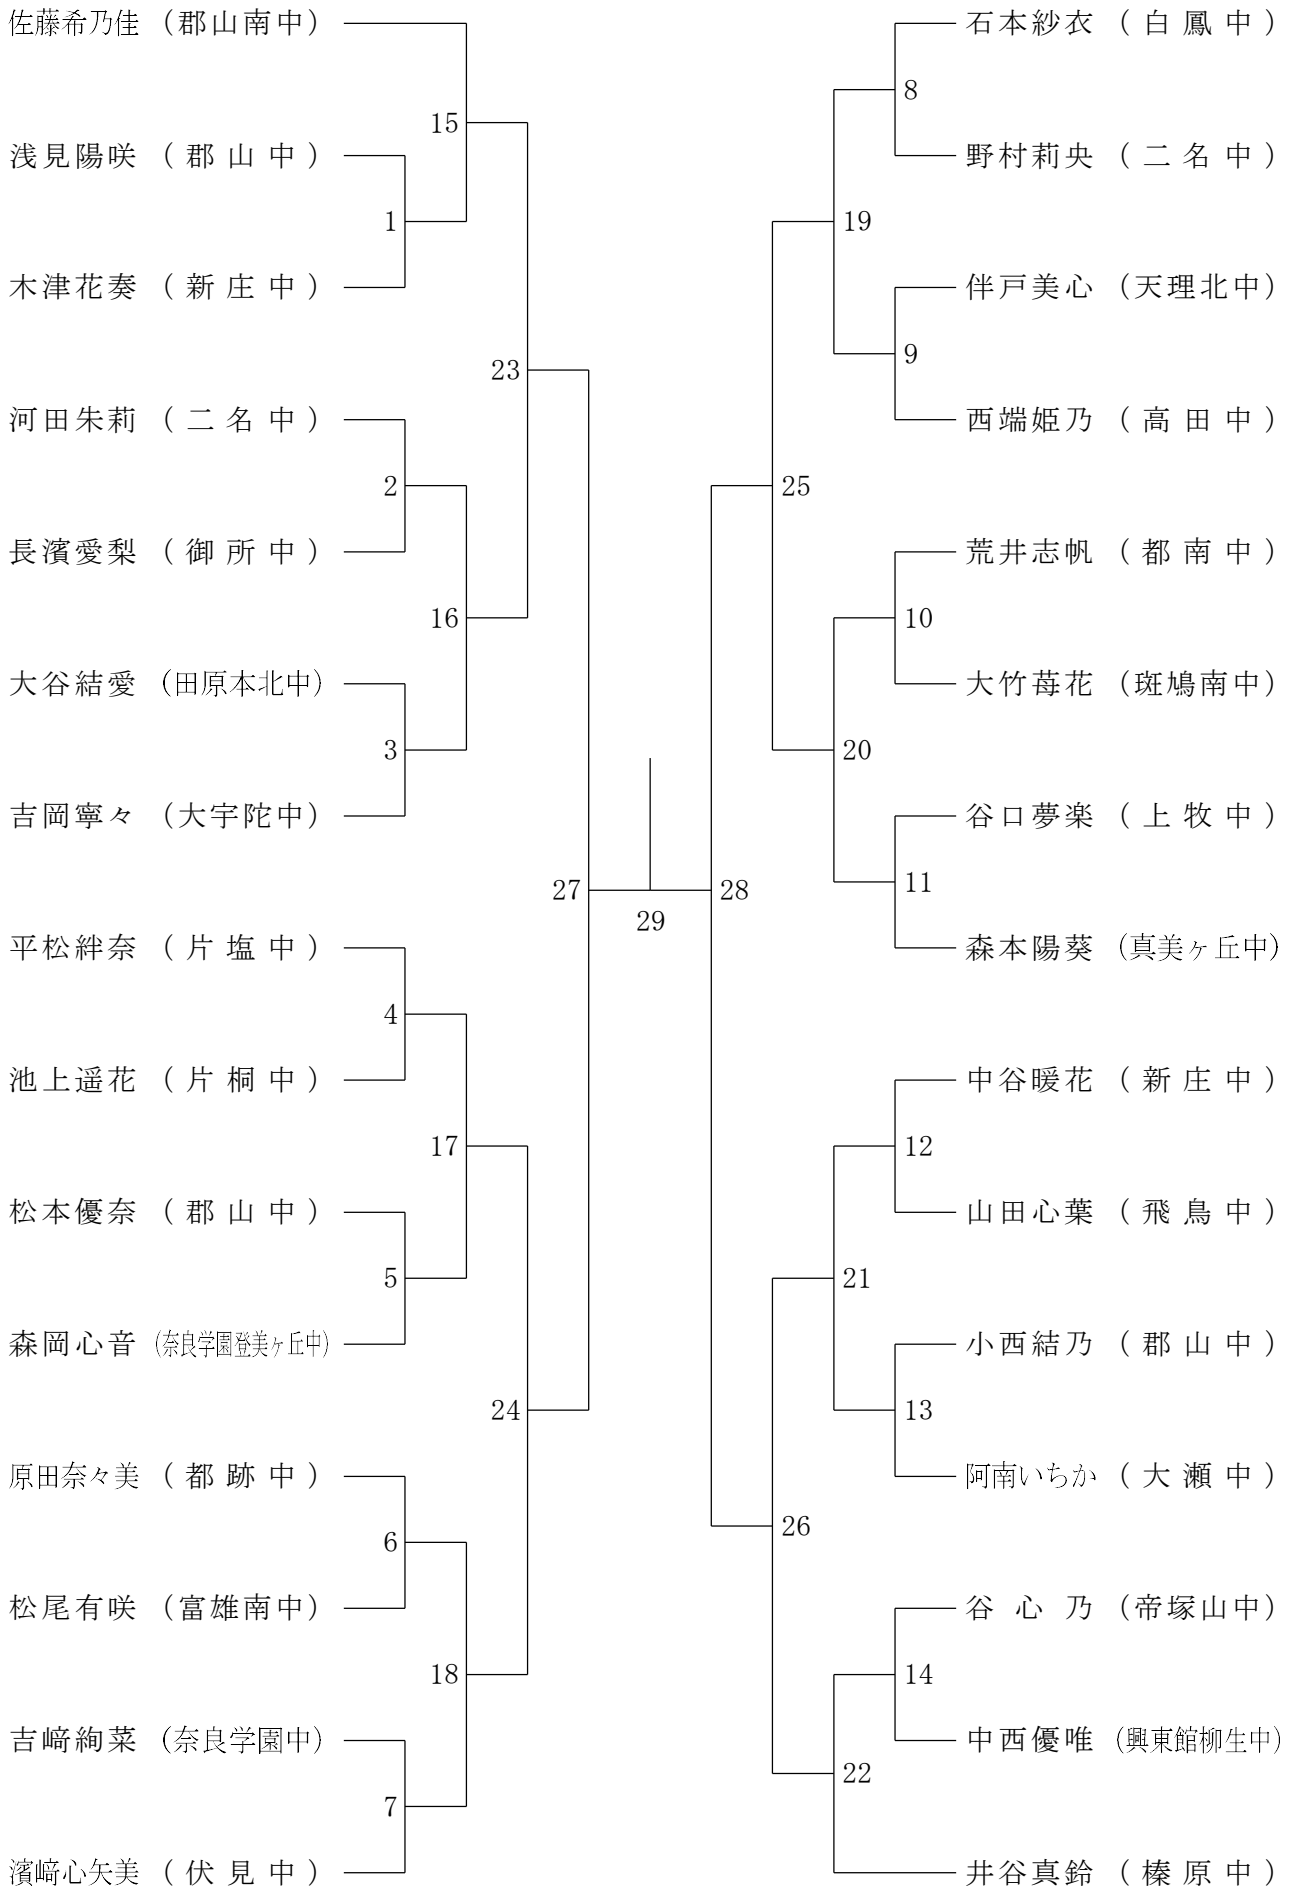 佐藤希乃佳 (郡山南中)
浅見陽咲 (郡山中)
木津花奏 (新庄中)
河田朱莉 (二名中)
長濱愛梨 (御所中)
大谷結愛 (田原本北中)
吉岡寧々 (大宇陀中)
平松絆奈 (片塩中)
池上遥花 (片桐中)
松本優奈 (郡山中)
森岡心音 (奈良学園登美ヶ丘中)
原田奈々美 (都跡中)
松尾有咲 (富雄南中)
吉﨑絢菜 (奈良学園中)
濱﨑心矢美 (伏見中)
1
2
3
4
5
6
7
15
16
17
18
23
24
27
29
28
25
26
19
20
21
22
8
9
10
11
12
13
14
石本紗衣 (白鳳中)
野村莉央 (二名中)
伴戸美心 (天理北中)
西端姫乃 (高田中)
荒井志帆 (都南中)
大竹苺花 (斑鳩南中)
谷口夢楽 (上牧中)
森本陽葵 (真美ヶ丘中)
中谷暖花 (新庄中)
山田心葉 (飛鳥中)
小西結乃 (郡山中)
阿南いちか (大瀬中)
谷心乃 (帝塚山中)
中西優唯 (興東館柳生中)
井谷真鈴 (榛原中)